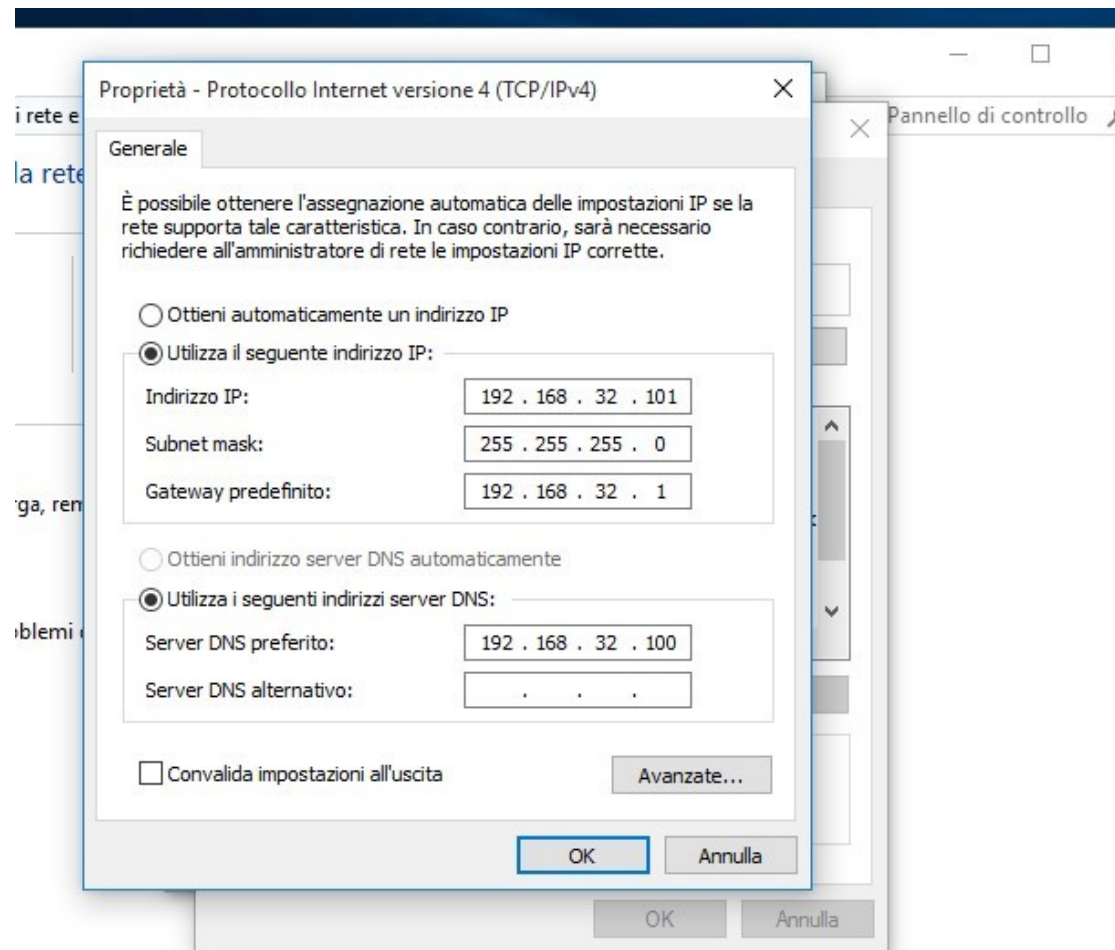 Proprietà - Protocollo Internet versione 4 (TCP/IPv4)
i rete e
Pannello di controllo
la rete
Generale
È possibile ottenere l'assegnazione automatica delle impostazioni IP se la
rete supporta tale caratteristica. In caso contrario, sarà necessario
richiedere all'amministratore di rete le impostazioni IP corrette.
Ottieni automaticamente un indirizzo IP
Utilizza il seguente indirizzo IP:
Indirizzo IP: 192 . 168 . 32 . 101
Subnet mask: 255 . 255 . 255 . 0
Gateway predefinito: 192 . 168 . 32 . 1
rga, rem
Ottieni indirizzo server DNS automaticamente
Utilizza i seguenti indirizzi server DNS:
oblemi
Server DNS preferito: 192 . 168 . 32 . 100
Server DNS alternativo: . . .
Convalida impostazioni all'uscita
Avanzate...
OK Annulla
OK Annulla